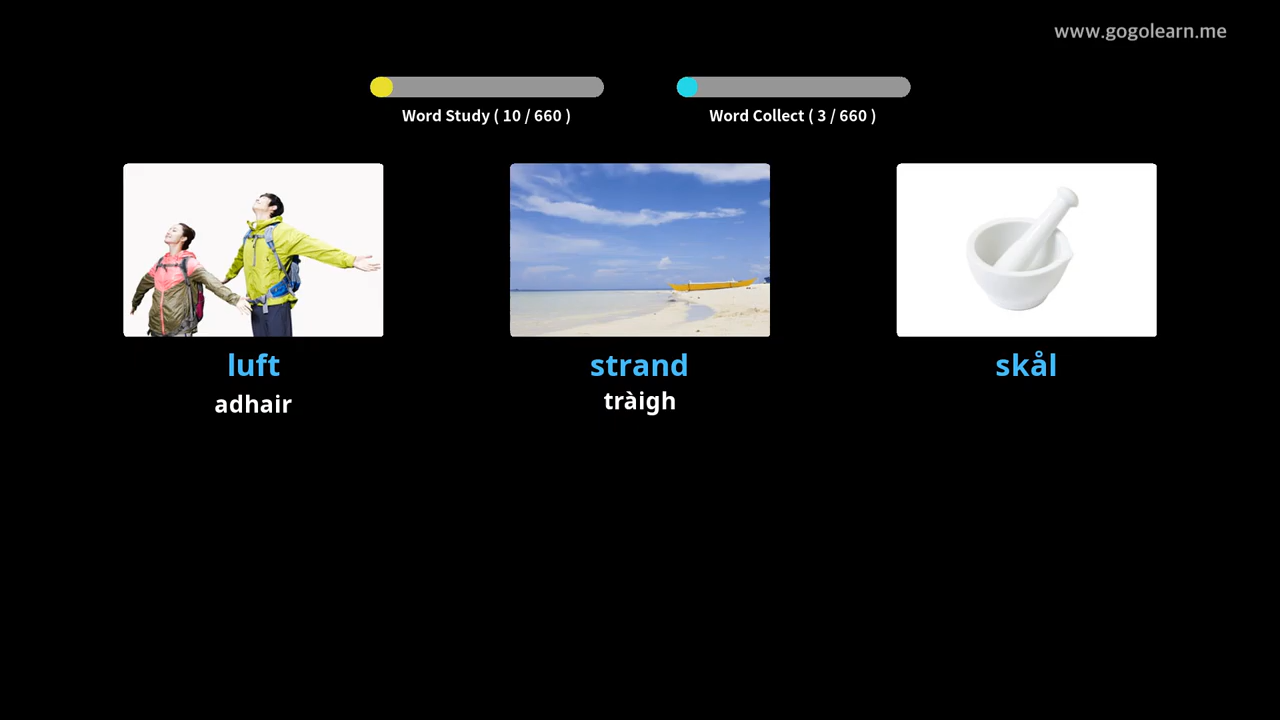 www.gogolearn.me
Word Study ( 10 / 660 )
Word Collect ( 3 / 660 )
luft
strand
skål
adhair
tràigh